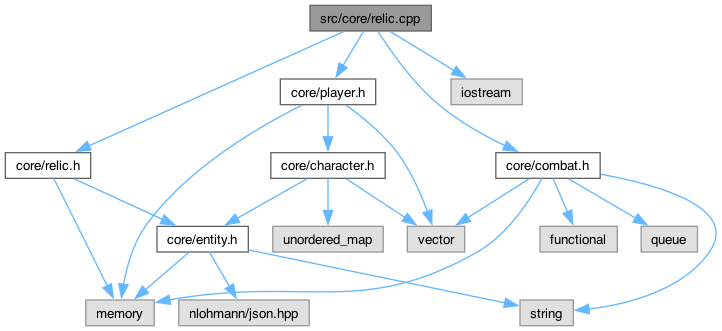 src/core/relic.cpp
core/player.h
iostream
core/relic.h
core/character.h
core/combat.h
core/entity.h
unordered_map
vector
functional
queue
memory
nlohmann/json.hpp
string